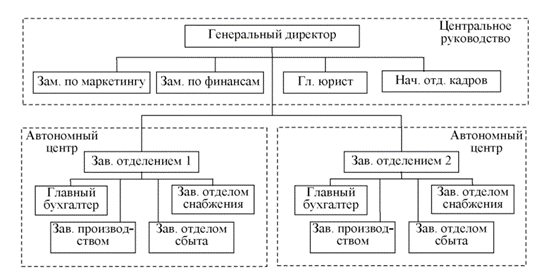 Центральное
руководство
Генеральный директор
Зам. по маркетингу
Зам. по финансам
Гл. юрист
Нач. отд. кадров
Автономный
центр
Зав. отделением 1
Главный
бухгалтер
Зав. отделом
снабжения
Зав. производ-
ством
Зав. отделом
сбыта
Автономный
центр
Зав. отделением 2
Главный
бухгалтер
Зав. отделом
снабжения
Зав. производ-
ством
Зав. отделом
сбыта